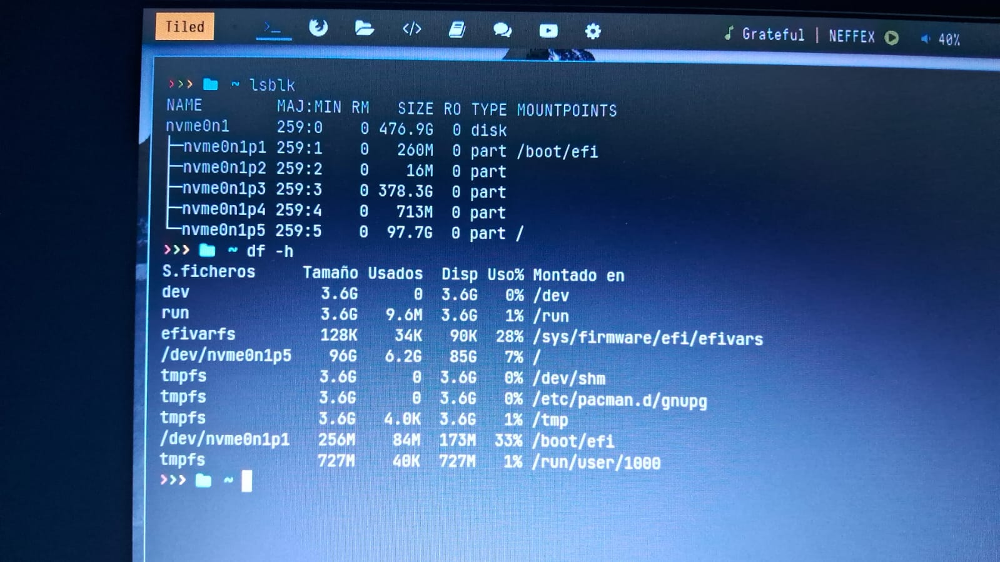 Tiled >_ </> Grateful | NEFFEX 40%
>>> ~ lsblk
NAME MAJ:MIN RM SIZE RO TYPE MOUNTPOINTS
nvme0n1 259:0 0 476.9G 0 disk
├─nvme0n1p1 259:1 0 260M 0 part /boot/efi
├─nvme0n1p2 259:2 0 16M 0 part
├─nvme0n1p3 259:3 0 378.3G 0 part
├─nvme0n1p4 259:4 0 713M 0 part
└─nvme0n1p5 259:5 0 97.7G 0 part /
>>> ~ df -h
S.ficheros Tamaño Usados Disp Uso% Montado en
dev 3.6G 0 3.6G 0% /dev
run 3.6G 9.6M 3.6G 1% /run
efivarfs 128K 34K 90K 28% /sys/firmware/efi/efivars
/dev/nvme0n1p5 96G 6.2G 85G 7% /
tmpfs 3.6G 0 3.6G 0% /dev/shm
tmpfs 3.6G 0 3.6G 0% /etc/pacman.d/gnupg
tmpfs 3.6G 4.0K 3.6G 1% /tmp
/dev/nvme0n1p1 256M 84M 173M 33% /boot/efi
tmpfs 727M 40K 727M 1% /run/user/1000
>>> ~